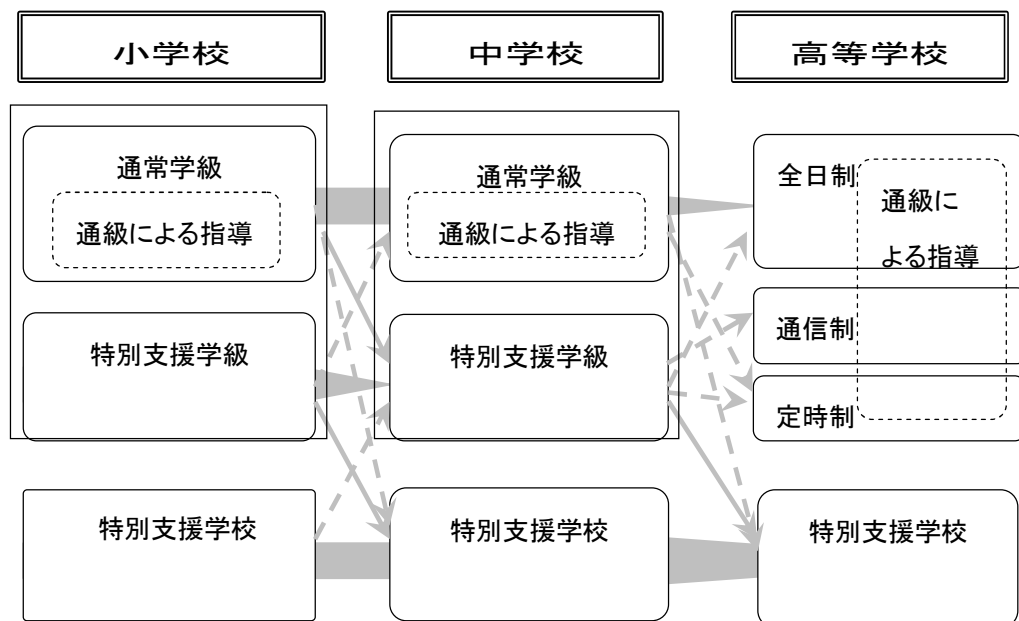 小学校
中学校
高等学校
通常学級
通級による指導
特別支援学級
特別支援学校
通常学級
通級による指導
特別支援学級
特別支援学校
全日制
通級に
よる指導
通信制
定時制
特別支援学校